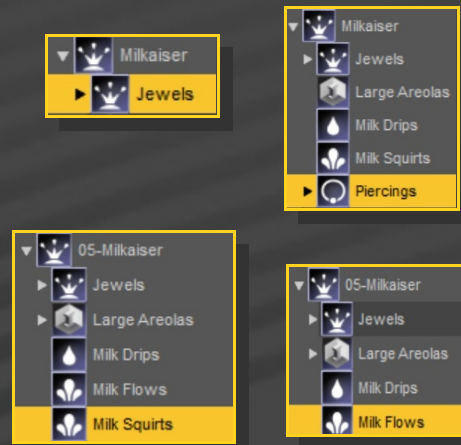 Milkaiser
Jewels
Milkaiser
Jewels
Large Areolas
Milk Drips
Milk Squirts
Piercings
05-Milkaiser
Jewels
Large Areolas
Milk Drips
Milk Flows
Milk Squirts
05-Milkaiser
Jewels
Large Areolas
Milk Drips
Milk Flows